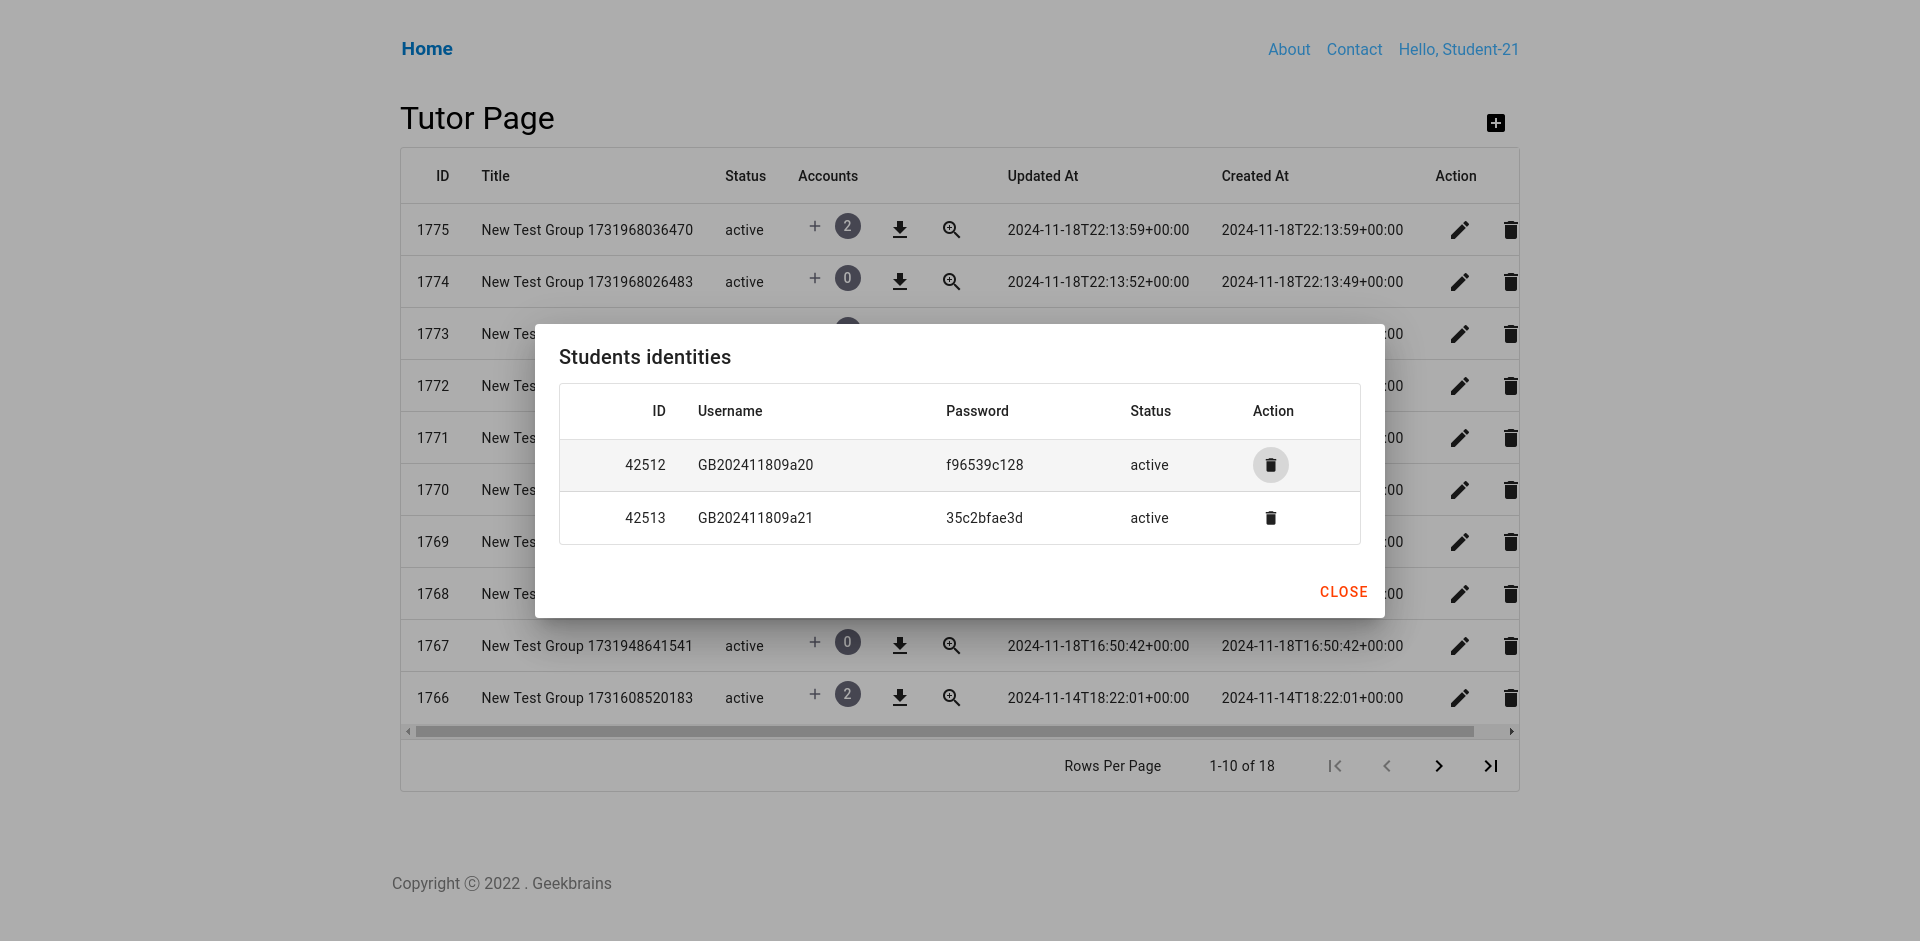 Home About Contact Hello, Student-21
Tutor Page
ID Title Status Accounts Updated At Created At Action
1775 New Test Group 1731968036470 active + 2 2024-11-18T22:13:59+00:00 2024-11-18T22:13:59+00:00
1774 New Test Group 1731968026483 active + 0 2024-11-18T22:13:52+00:00 2024-11-18T22:13:49+00:00
1773 New Tes :00
Students identities
1772 New Tes :00
ID Username Password Status Action
1771 New Tes :00
42512 GB202411809a20 f96539c128 active
1770 New Tes :00
42513 GB202411809a21 35c2bfae3d active
1769 New Tes :00
1768 New Tes :00
CLOSE
1767 New Test Group 1731948641541 active + 0 2024-11-18T16:50:42+00:00 2024-11-18T16:50:42+00:00
1766 New Test Group 1731608520183 active + 2 2024-11-14T18:22:01+00:00 2024-11-14T18:22:01+00:00
Rows Per Page 1-10 of 18
Copyright ⓒ 2022 . Geekbrains